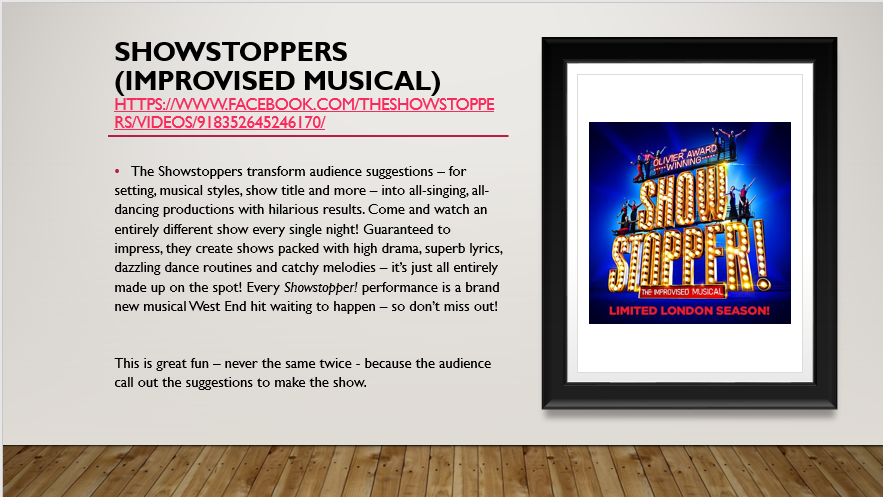 SHOWSTOPPERS
(IMPROVISED MUSICAL)
HTTPS://WWW.FACEBOOK.COM/THESHOWSTOPPE
RS/VIDEOS/918352645246170/
• The Showstoppers transform audience suggestions – for
setting, musical styles, show title and more – into all-singing, all-
dancing productions with hilarious results. Come and watch an
entirely different show every single night! Guaranteed to
impress, they create shows packed with high drama, superb lyrics,
dazzling dance routines and catchy melodies – it's just all entirely
made up on the spot! Every Showstopper! performance is a brand
new musical West End hit waiting to happen – so don't miss out!
This is great fun – never the same twice - because the audience
call out the suggestions to make the show.
THE OLIVIER AWARD
WINNING
SHOW
STOPPER!
THE IMPROVISED MUSICAL
LIMITED LONDON SEASON!